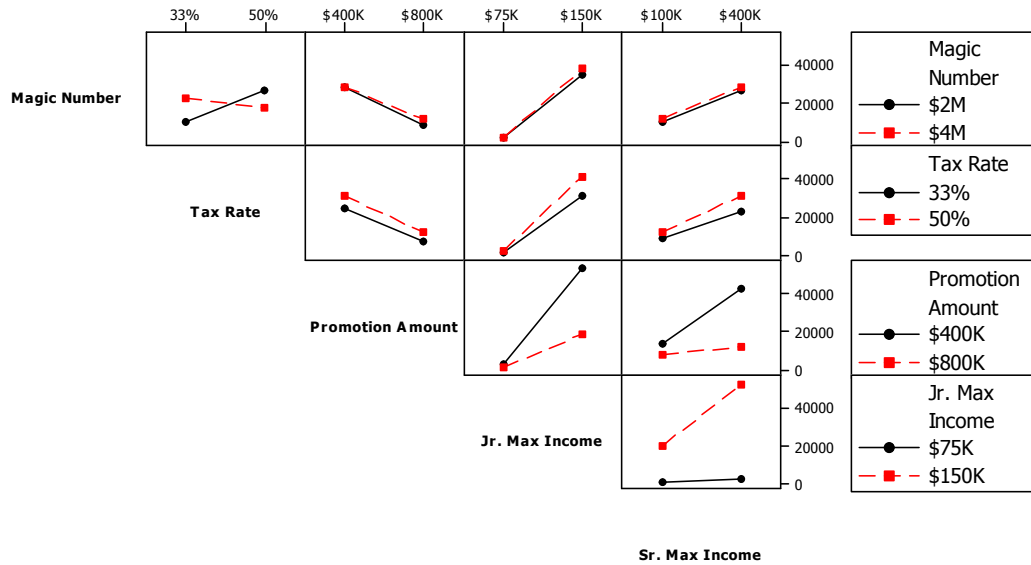 33% 50% $400K $800K $75K $150K $100K $400K
Magic Number
40000
20000
0
Magic
Number
$2M
$4M
Tax Rate
40000
20000
0
Tax Rate
33%
50%
Promotion Amount
40000
20000
0
Promotion
Amount
$400K
$800K
Jr. Max Income
40000
20000
0
Jr. Max
Income
$75K
$150K
Sr. Max Income